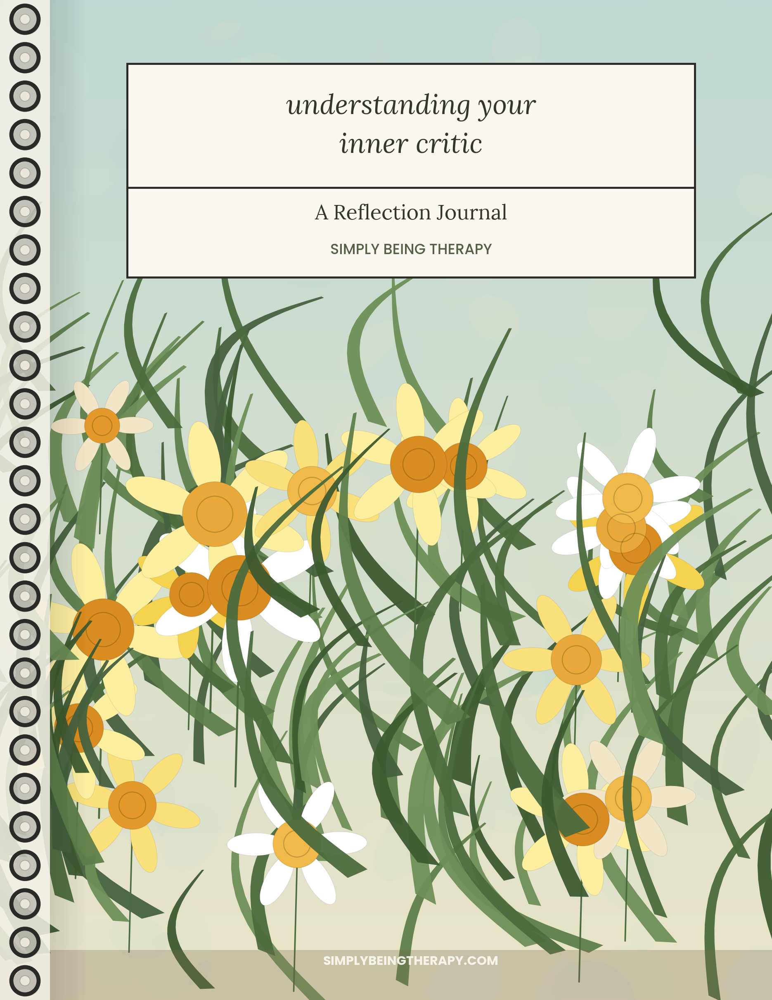 understanding your
inner critic
A Reflection Journal
SIMPLY BEING THERAPY
SIMPLYBEINGTHERAPY.COM